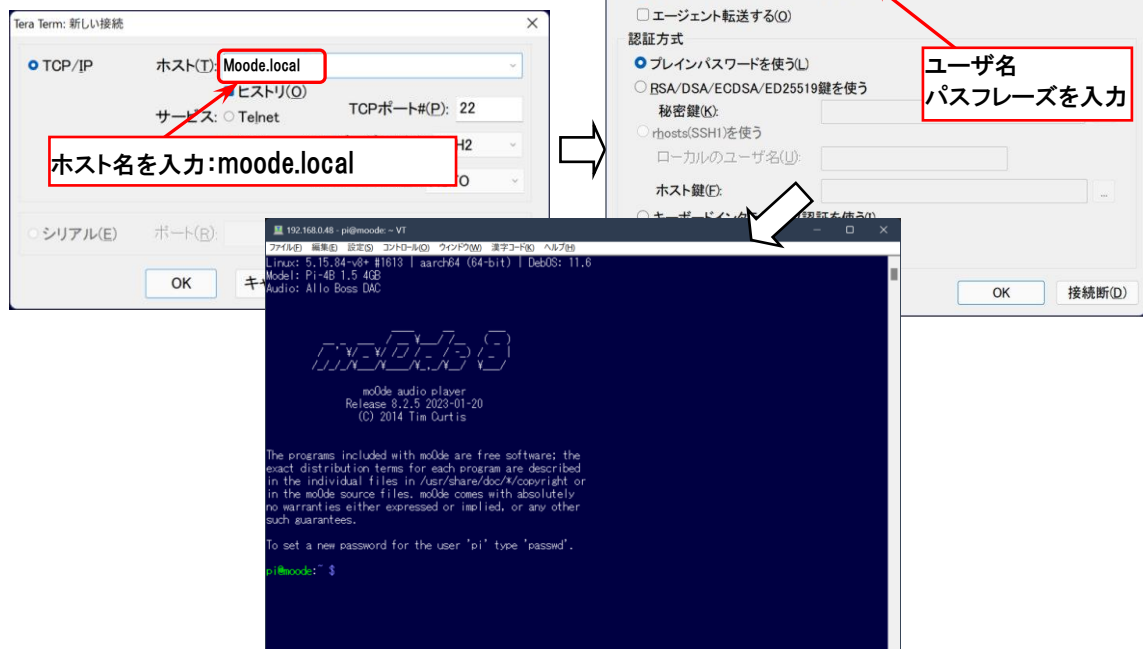 Tera Term: 新しい接続
TCP/IP
ホスト(T):
Moode.local
ヒストリ(O)
サービス:
Telnet
TCPポート#(P): 22
ホスト名を入力:moode.local
シリアル(E)
ポート(R):
OK
エージェント転送する(O)
認証方式
プレインパスワードを使う(L)
RSA/DSA/ECDSA/ED25519鍵を使う
秘密鍵(K):
rhosts(SSH1)を使う
ローカルのユーザ名(U):
ホスト鍵(F):
...
ユーザ名
パスフレーズを入力
OK
接続断(D)
192.168.0.48 - pi@moode: ~ VT
ファイル(F) 編集(E) 設定(S) コントロール(O) ウィンドウ(W) 漢字コード(K) ヘルプ(H)
Linux: 5.15.84-v8+ #1613 | aarch64 (64-bit) | DebOS: 11.6
Model: Pi-4B 1.5 4GB
Audio: Allo Boss DAC
moOde 8
moOde audio player
Release 8.2.5 2023-01-20
(C) 2014 Tim Curtis
The programs included with moOde are free software; the
exact distribution terms for each program are described
in the individual files in /usr/share/doc/*/copyright or
in the moOde source files. moOde comes with absolutely
no warranties either expressed or implied, or any other
such guarantees.
To set a new password for the user 'pi' type 'passwd'.
pi@moode:~ $